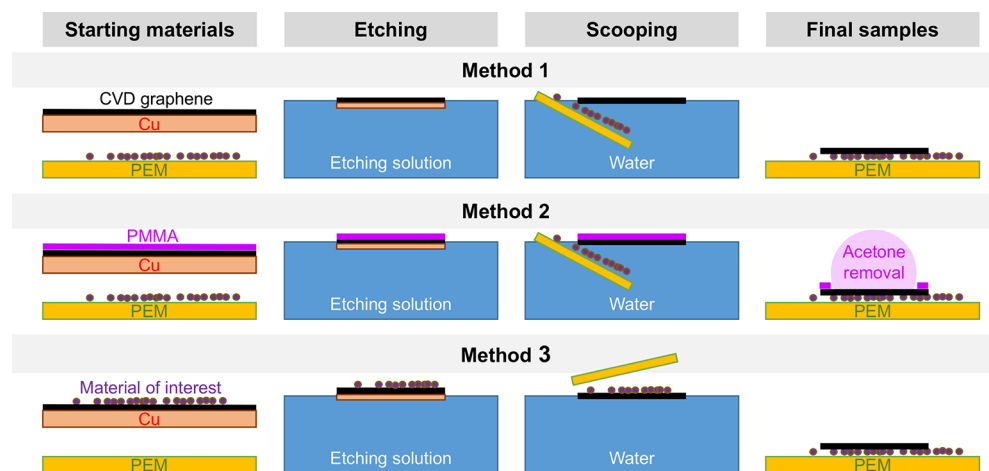 Starting materials
Etching
Scooping
Final samples
Method 1
CVD graphene
Cu
PEM
Etching solution
Water
PEM
Method 2
PMMA
Cu
PEM
Etching solution
Water
Acetone
removal
PEM
Method 3
Material of interest
Cu
PEM
Etching solution
Water
PEM